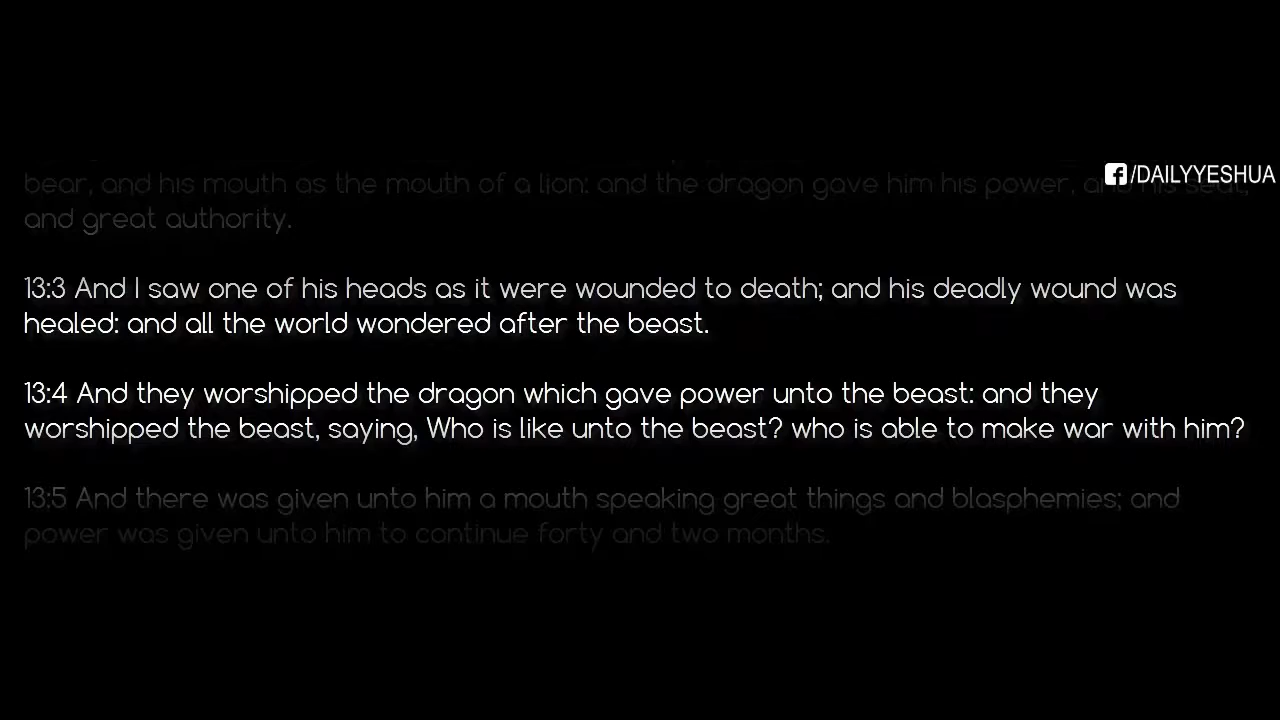 bear, and his mouth as the mouth of a lion: and the dragon gave him his power, and his seat,
/DAILYYESHUA
and great authority.
13:3 And I saw one of his heads as it were wounded to death; and his deadly wound was
healed: and all the world wondered after the beast.
13:4 And they worshipped the dragon which gave power unto the beast: and they
worshipped the beast, saying, Who is like unto the beast? who is able to make war with him?
13:5 And there was given unto him a mouth speaking great things and blasphemies; and
power was given unto him to continue forty and two months.